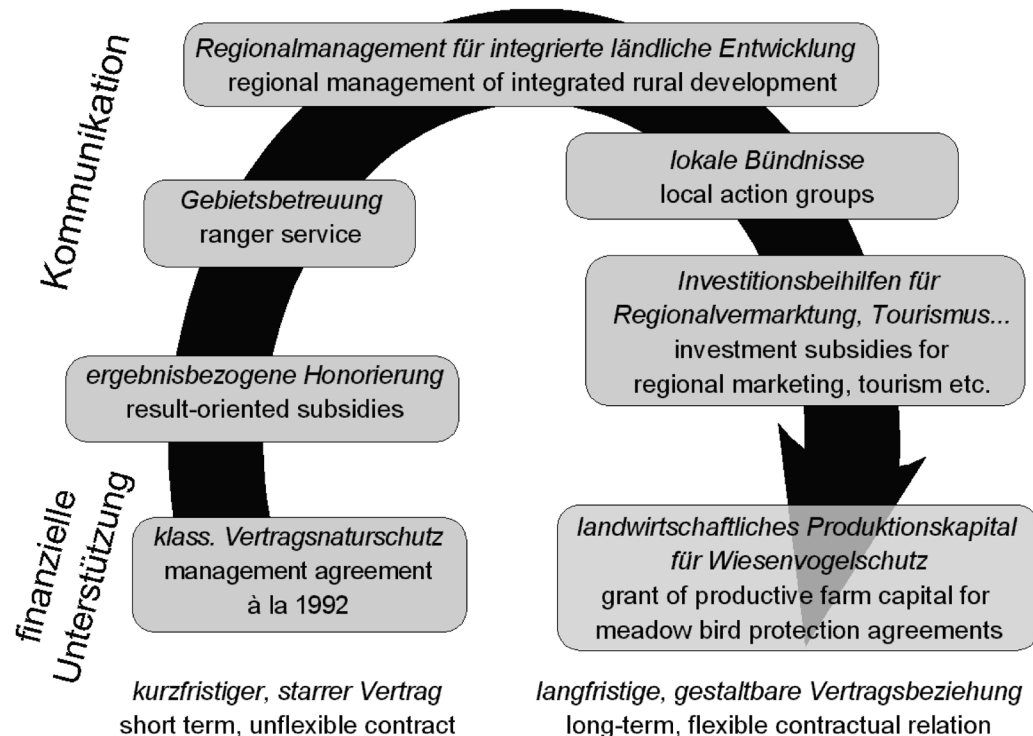 Kommunikation
Regionalmanagement für integrierte ländliche Entwicklung
regional management of integrated rural development
lokale Bündnisse
local action groups
Gebietsbetreuung
ranger service
Investitionsbeihilfen für
Regionalvermarktung, Tourismus...
investment subsidies for
regional marketing, tourism etc.
ergebnisbezogene Honorierung
result-oriented subsidies
finanzielle
Unterstützung
klass. Vertragsnaturschutz
management agreement
à la 1992
landwirtschaftliches Produktionskapital
für Wiesenvogelschutz
grant of productive farm capital for
meadow bird protection agreements
kurzfristiger, starrer Vertrag
short term, unflexible contract
langfristige, gestaltbare Vertragsbeziehung
long-term, flexible contractual relation